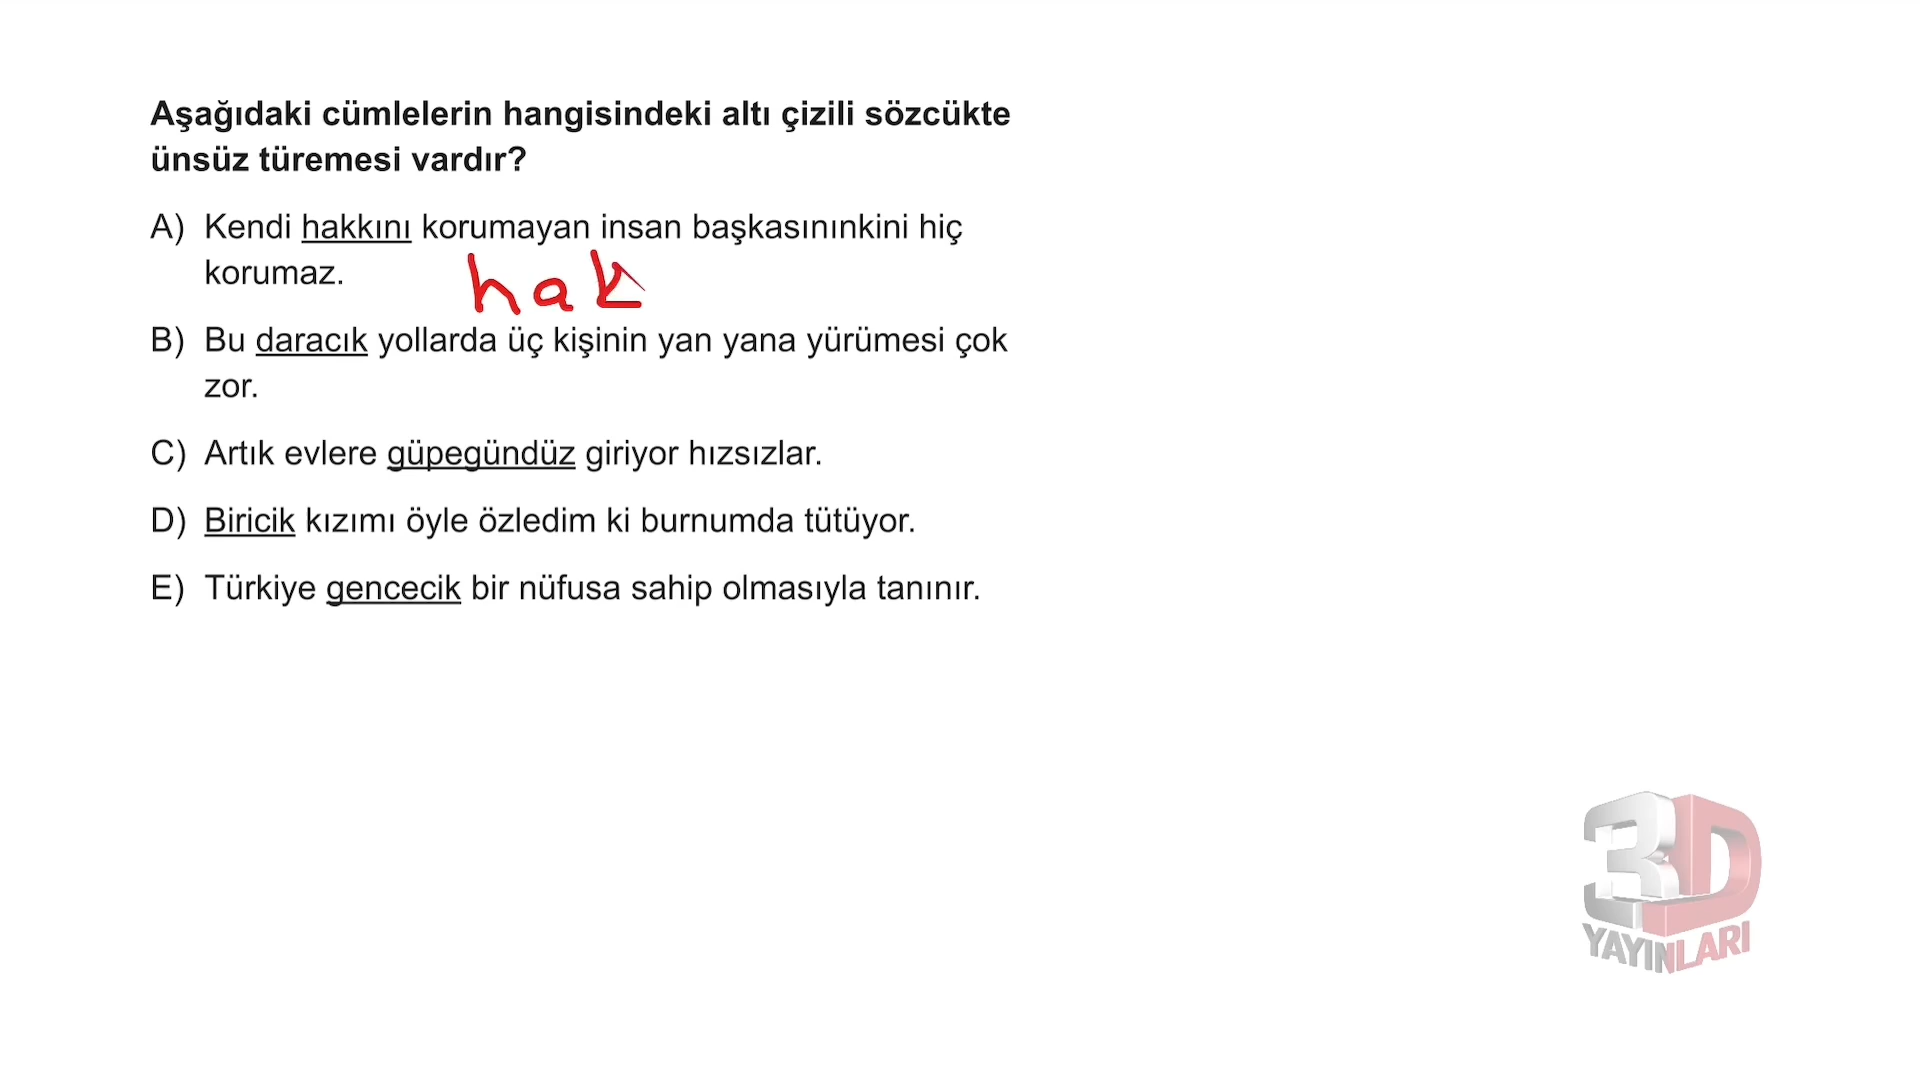 Aşağıdaki cümlelerin hangisindeki altı çizili sözcükte
ünsüz türemesi vardır?
A) Kendi hakkını korumayan insan başkasınınkini hiç
korumaz.
hak
B) Bu daracık yollarda üç kişinin yan yana yürümesi çok
zor.
C) Artık evlere güpegündüz giriyor hızsızlar.
D) Biricik kızımı öyle özledim ki burnumda tütüyor.
E) Türkiye gencecik bir nüfusa sahip olmasıyla tanınır.
3D
YAYINLARI